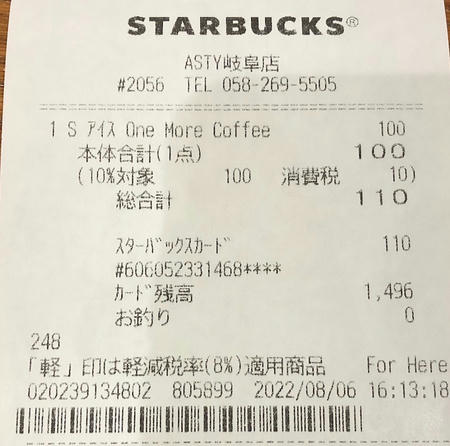 STARBUCKS®
ASTY岐阜店
#2056 TEL 058-269-5505
1 S ｱｲｽ One More Coffee 100
本体合計(1点) 100
(10%対象 100 消費税 10)
総合計 110
ｽﾀｰﾊﾞｯｸｽｶｰﾄﾞ 110
#606052331468****
ｶｰﾄﾞ残高 1,496
お釣り 0
248
「軽」印は軽減税率(8%)適用商品 For Here
020239134802 805899 2022/08/06 16:13:18